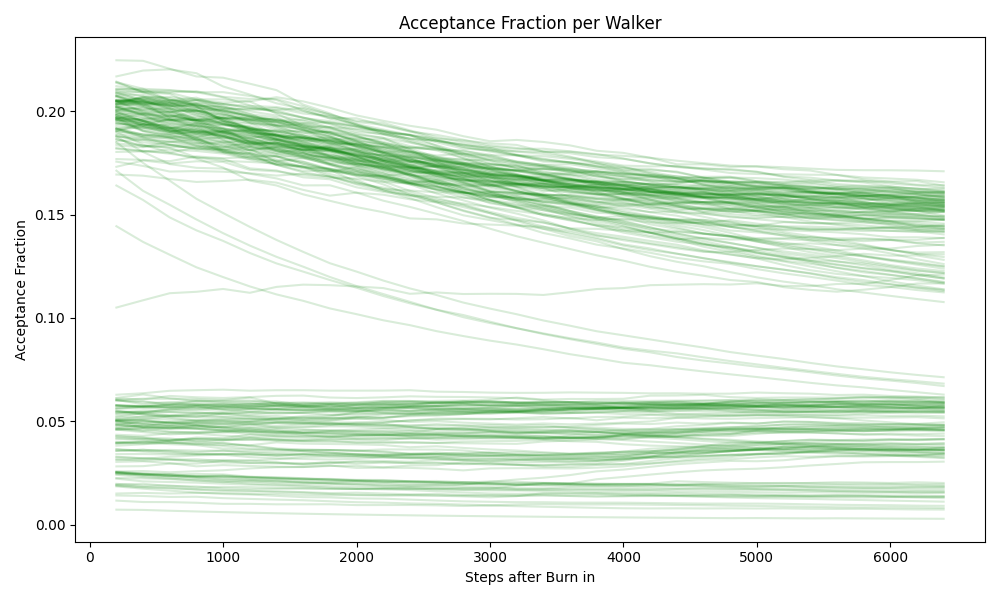 Acceptance Fraction per Walker
Acceptance Fraction
0.20
0.15
0.10
0.05
0.00
0 1000 2000 3000 4000 5000 6000
Steps after Burn in